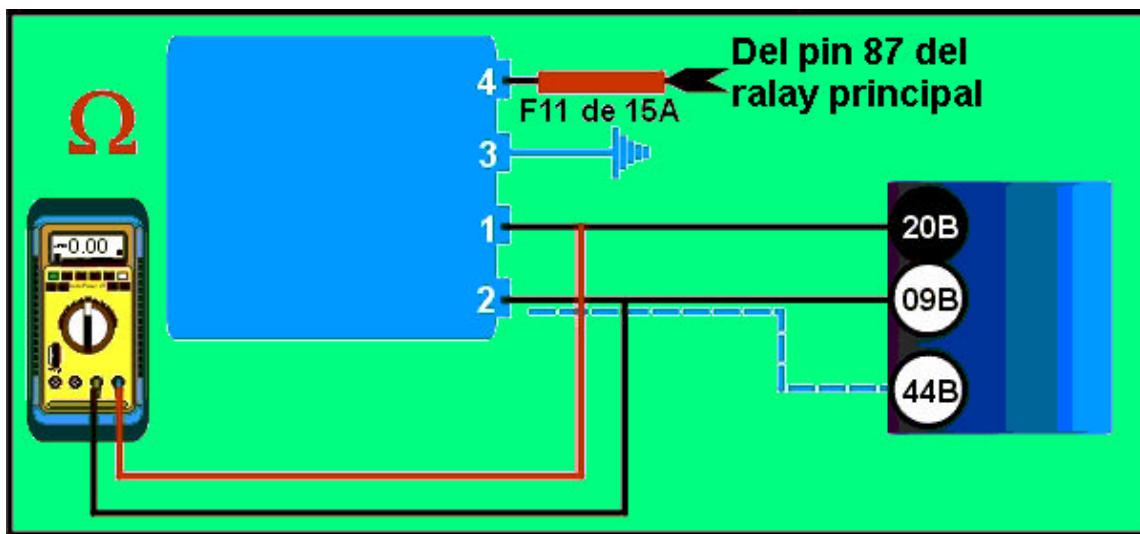 Del pin 87 del
ralay principal
4
F11 de 15A
Ω
3
1
20B
~0.00
2
09B
44B